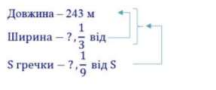 Довжина – 243 м
Ширина – ?, 1/3 від
S гречки – ?, 1/9 від S